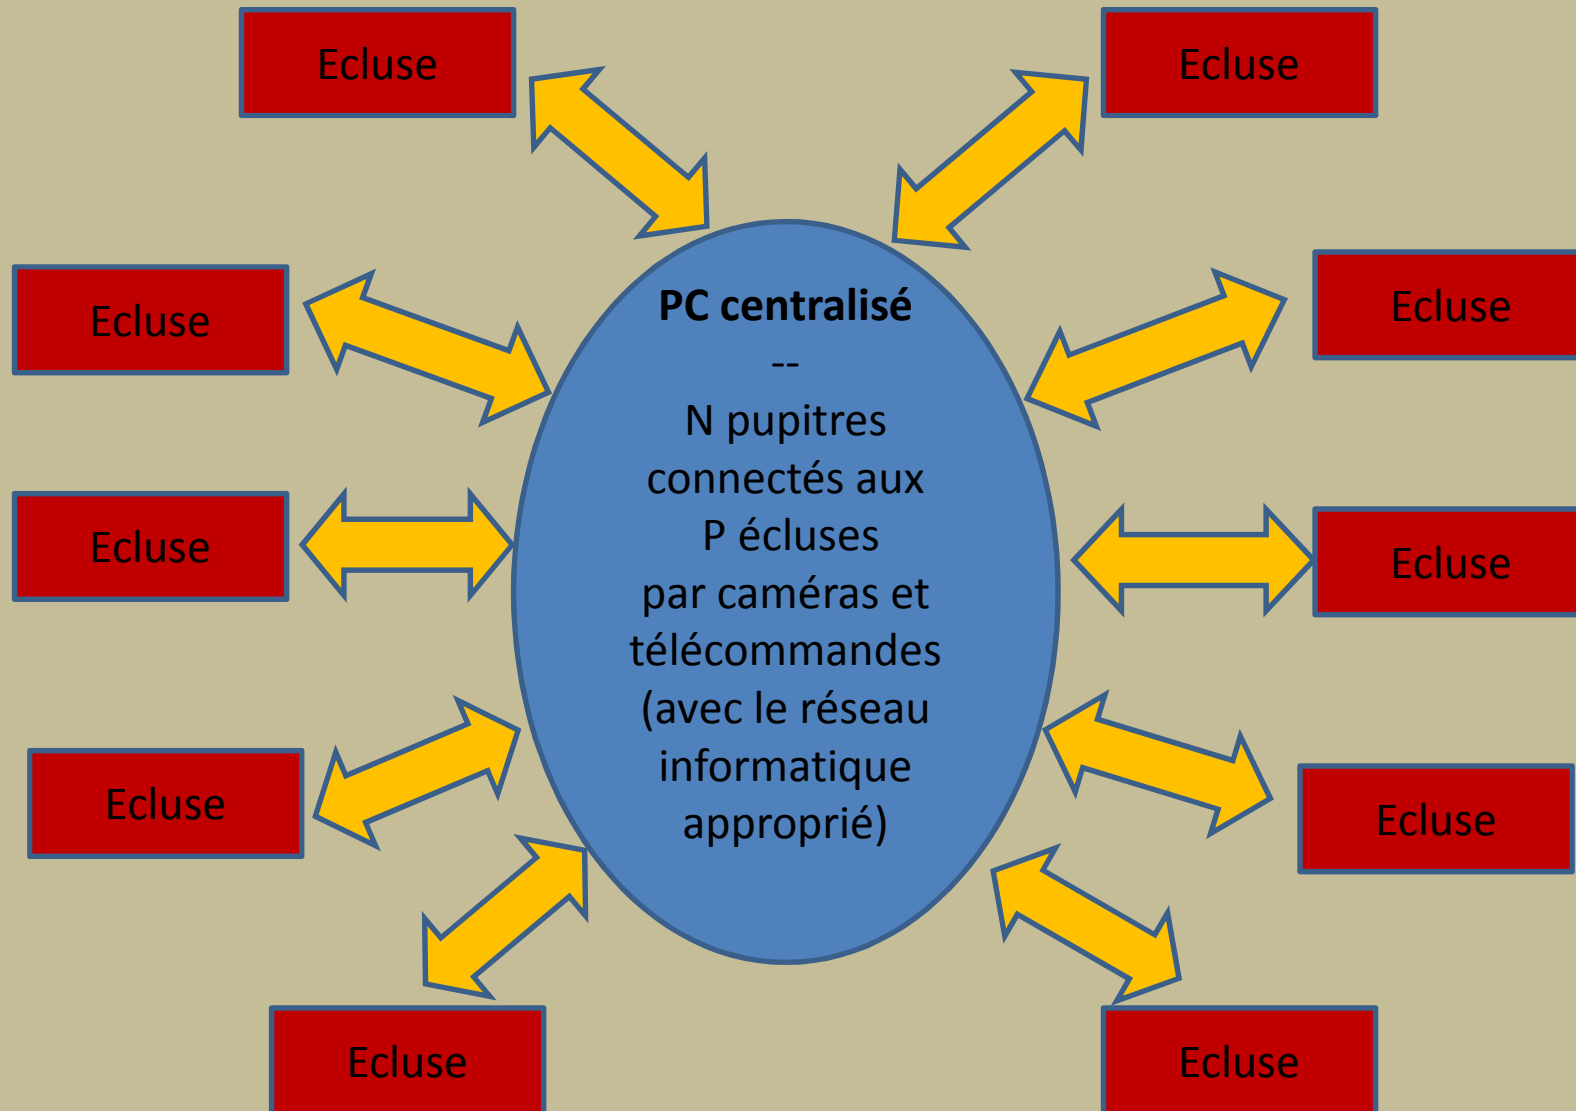 Ecluse
Ecluse
Ecluse
Ecluse
Ecluse
Ecluse
Ecluse
Ecluse
Ecluse
Ecluse
PC centralisé
--
N pupitres
connectés aux
P écluses
par caméras et
télécommandes
(avec le réseau
informatique
approprié)